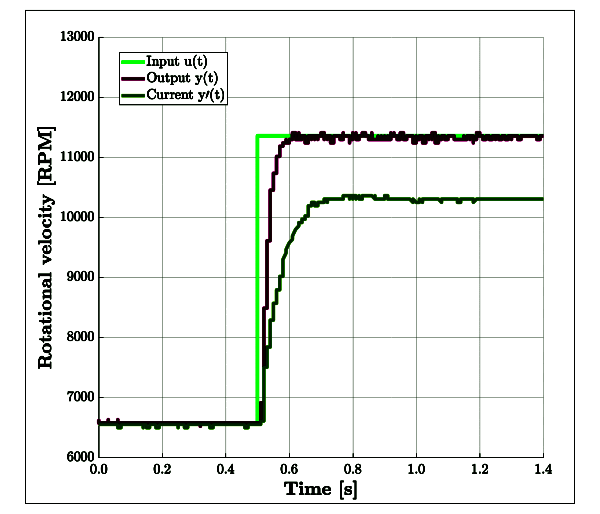 13000
12000
11000
10000
9000
8000
7000
6000
Rotational velocity [RPM]
Input u(t)
Output y(t)
Current y′(t)
0.0 0.2 0.4 0.6 0.8 1.0 1.2 1.4
Time [s]